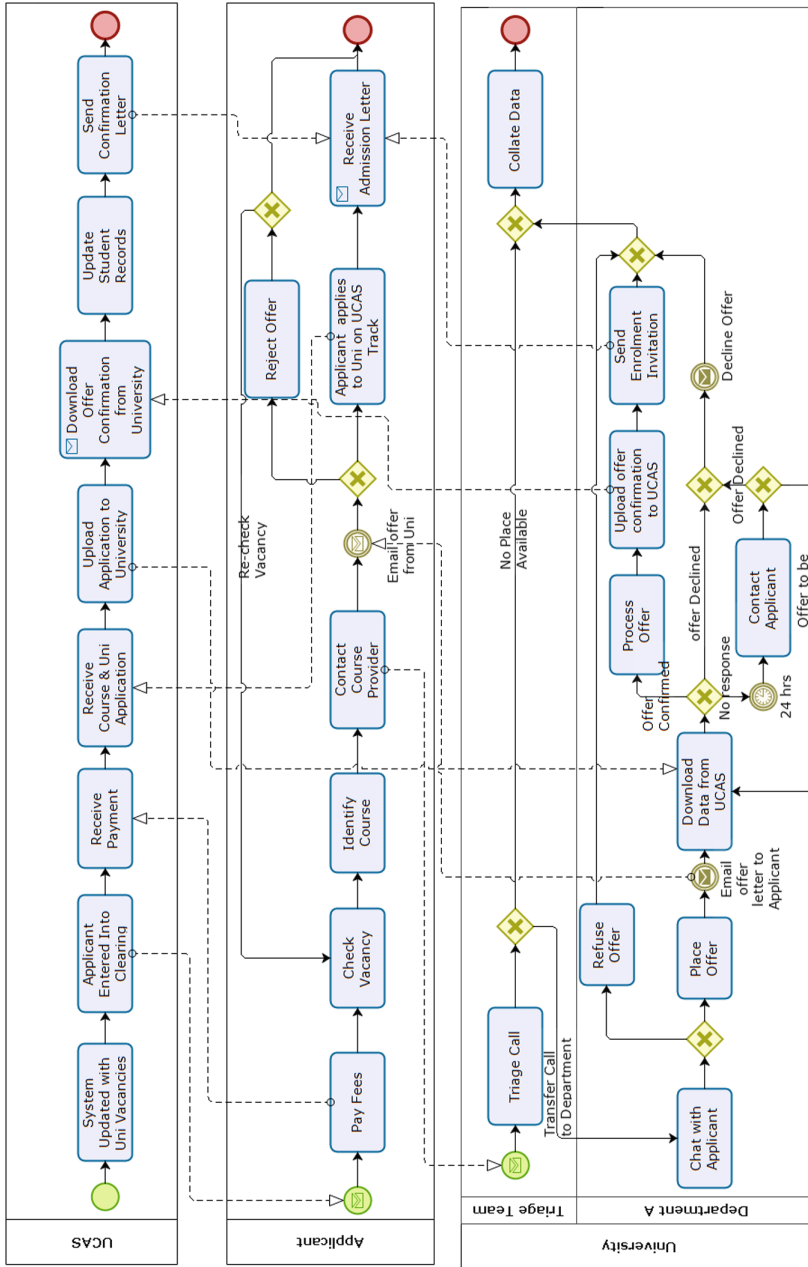 UCAS
System
Updated with
Uni Vacancies
Applicant
Entered Into
Clearing
Receive
Payment
Receive
Course & Uni
Application
Upload
Application to
University
Download
Offer
Confirmation
from
University
Update
Student
Records
Send
Confirmation
Letter
Applicant
Pay Fees
Check
Vacancy
Identify
Course
Contact
Course
Provider
Email offer
from Uni
Re-check
Vacancy
Reject Offer
Applicant applies
to Uni on UCAS
Track
Receive
Admission Letter
University
Triage Team
Triage Call
Transfer Call
to Department
No Place
Available
Collate Data
Department A
Chat with
Applicant
Refuse
Offer
Place
Offer
Email
offer
letter to
Applicant
Download
Data from
UCAS
Offer
Confirmed
No response
offer Declined
24 hrs
Process
Offer
Contact
Applicant
Offer to be
Upload offer
confirmation
to UCAS
Offer Declined
Send
Enrolment
Invitation
Decline Offer